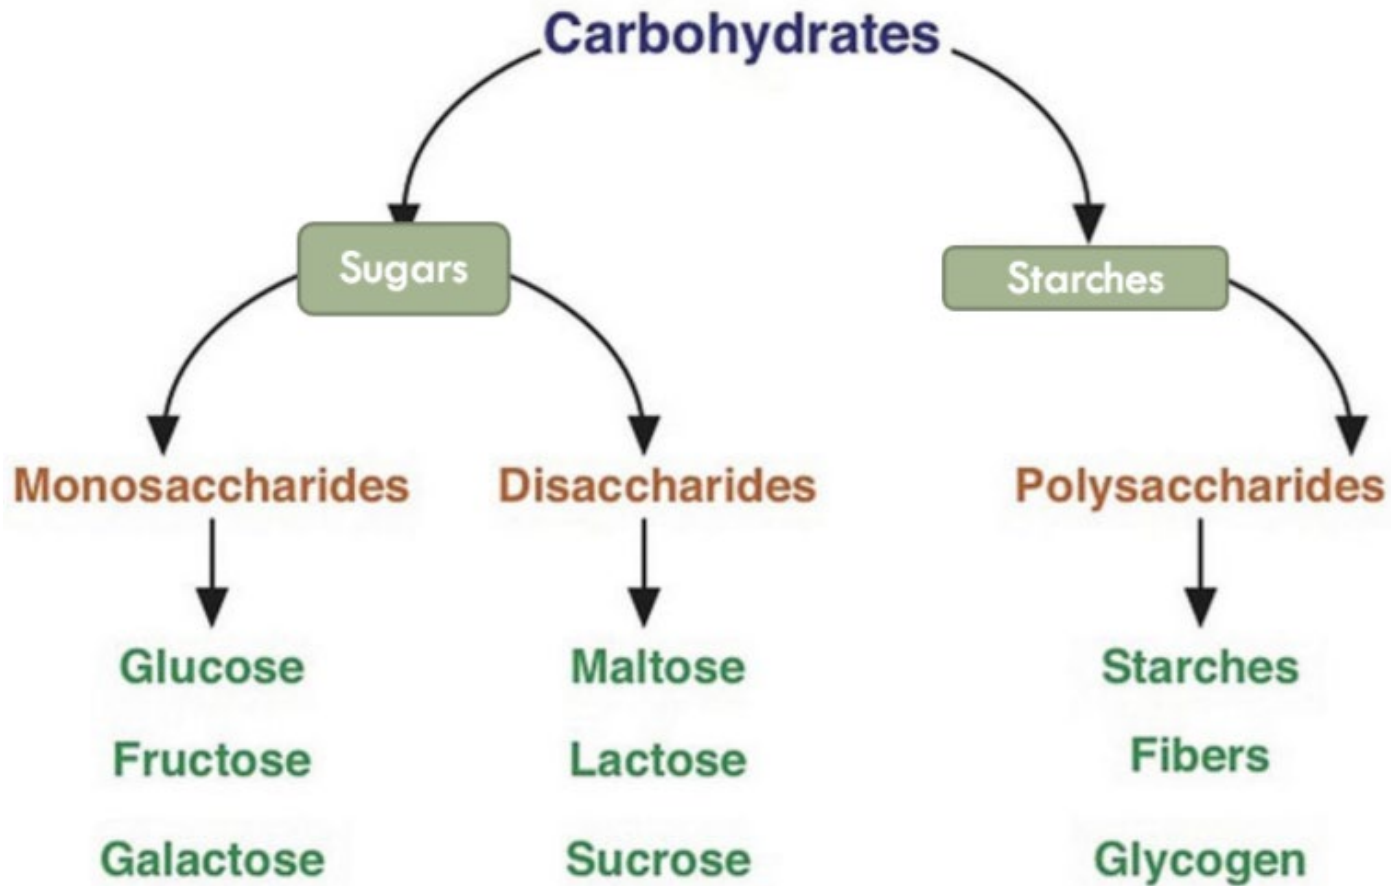 Carbohydrates
Sugars
Starches
Monosaccharides
Disaccharides
Polysaccharides
Glucose
Maltose
Starches
Fructose
Lactose
Fibers
Galactose
Sucrose
Glycogen